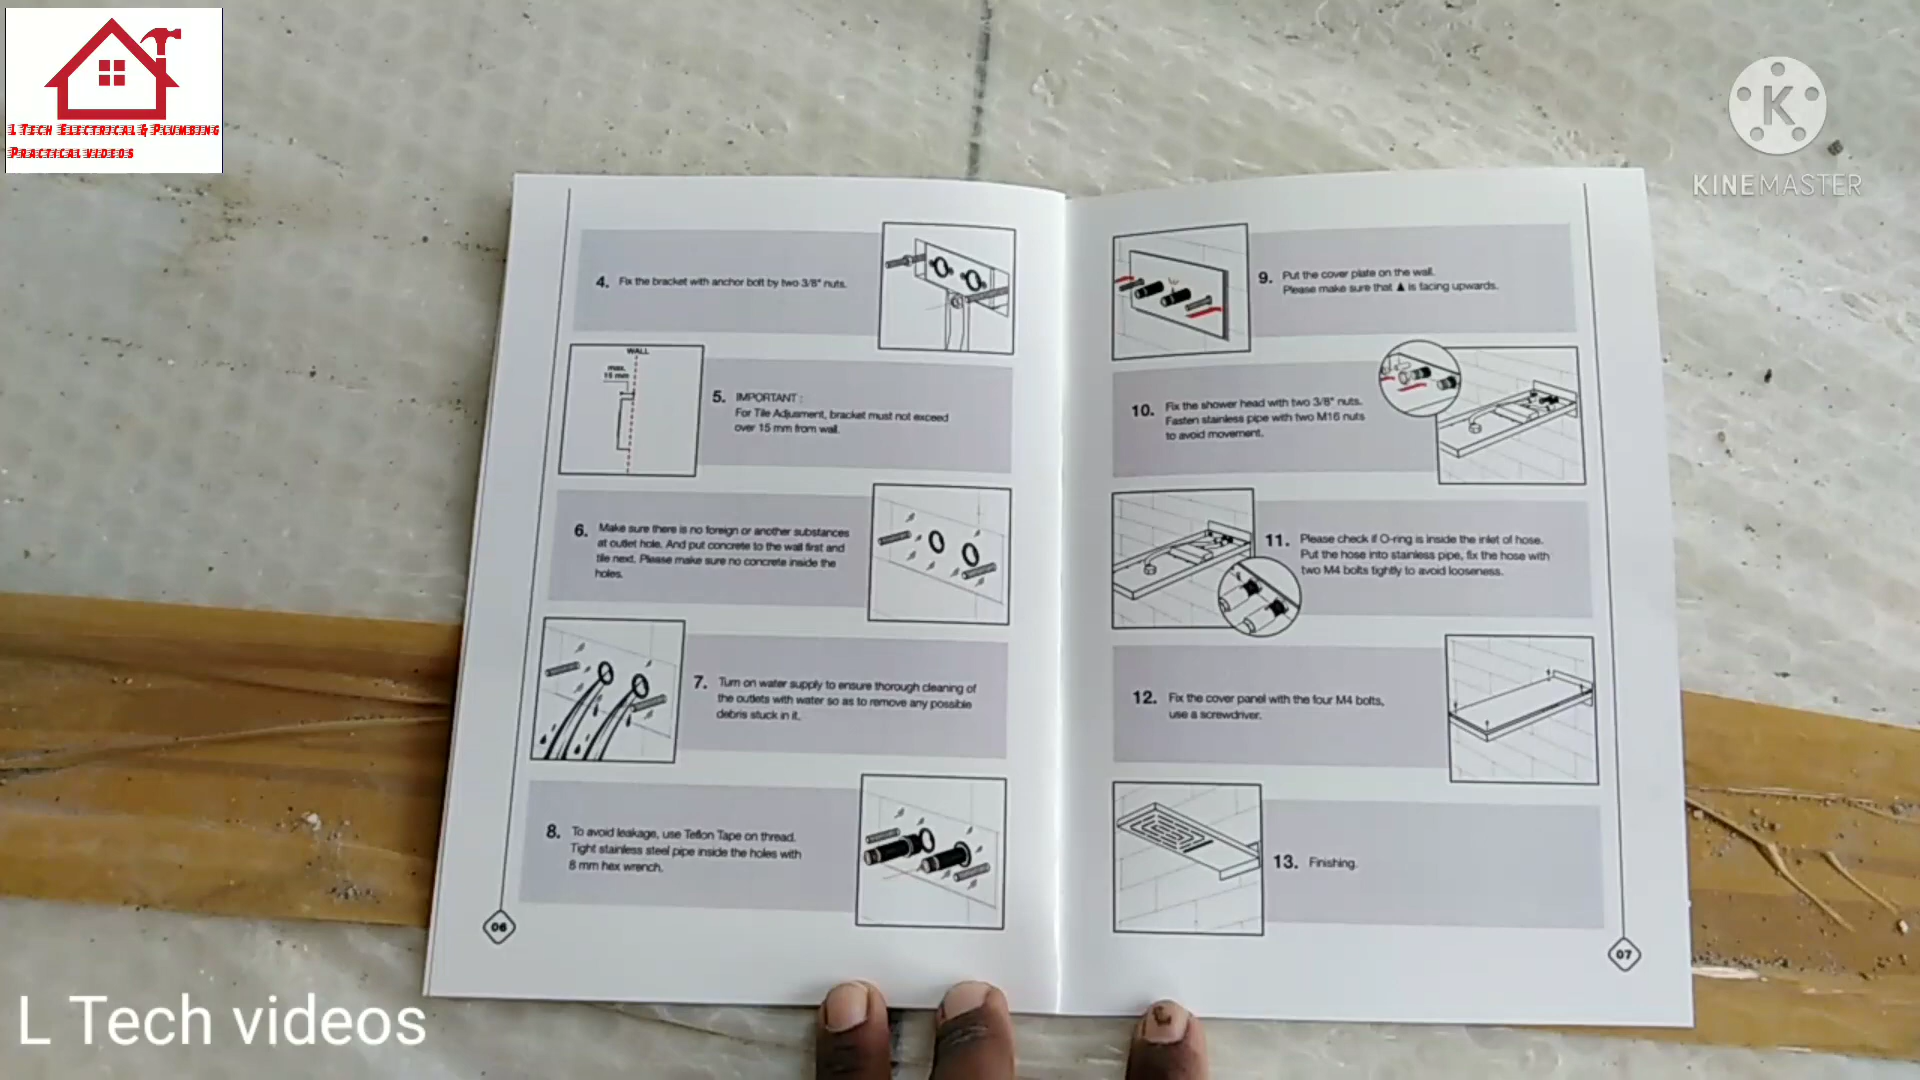 L Tech Electrical & Plumbing
Practical videos
K
KINEMASTER
4. Fix the bracket with anchor bolt by two 3/8" nuts.
WALL
max.
15 mm
5. IMPORTANT :
For Tile Adjusment, bracket must not exceed
over 15 mm from wall.
6. Make sure there is no foreign or another substances
at outlet hole. And put concrete to the wall first and
tile next. Please make sure no concrete inside the
holes.
7. Turn on water supply to ensure thorough cleaning of
the outlets with water so as to remove any possible
debris stuck in it.
8. To avoid leakage, use Teflon Tape on thread.
Tight stainless steel pipe inside the holes with
8 mm hex wrench.
06
9. Put the cover plate on the wall.
Please make sure that ▲ is facing upwards.
10. Fix the shower head with two 3/8" nuts.
Fasten stainless pipe with two M16 nuts
to avoid movement.
11. Please check if O-ring is inside the inlet of hose.
Put the hose into stainless pipe, fix the hose with
two M4 bolts tightly to avoid looseness.
12. Fix the cover panel with the four M4 bolts,
use a screwdriver.
13. Finishing.
07
L Tech videos